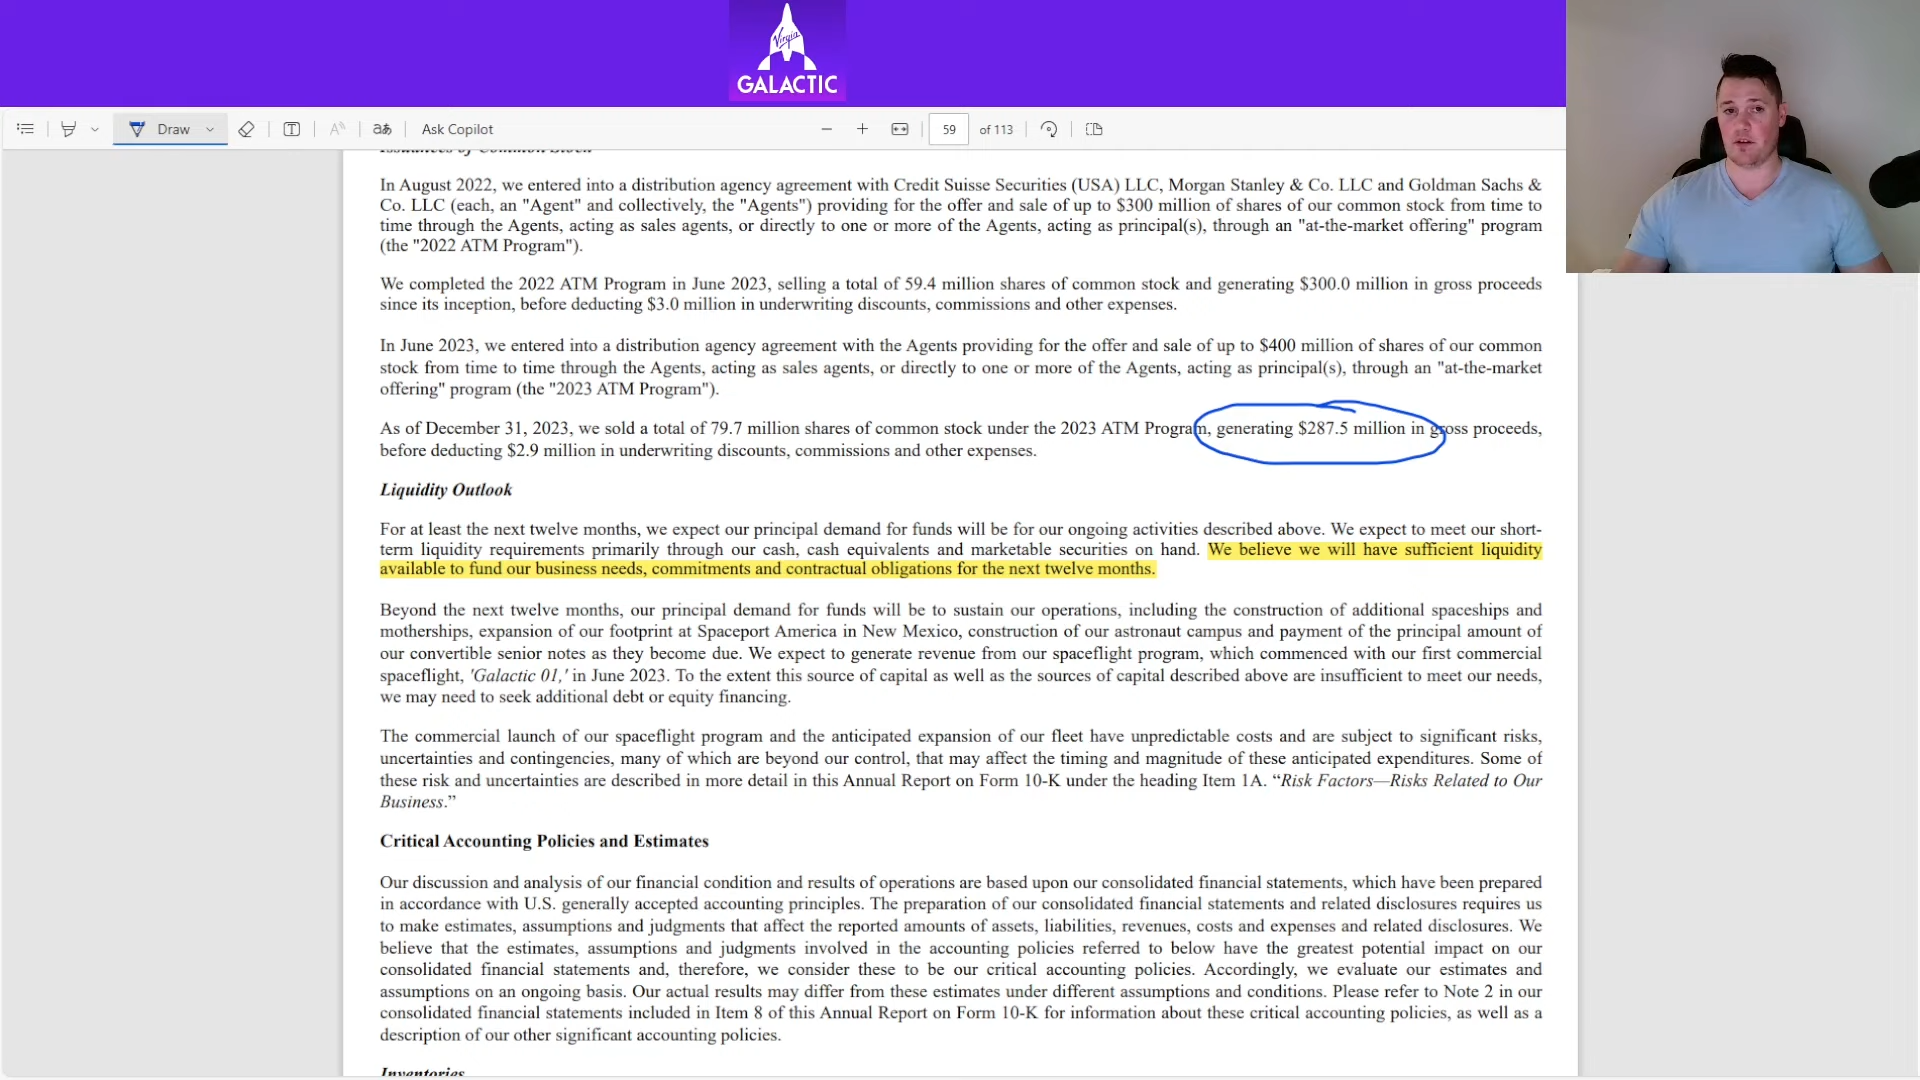 Virgin
GALACTIC
Draw
Ask Copilot
59 of 113
Issuances of Common Stock
In August 2022, we entered into a distribution agency agreement with Credit Suisse Securities (USA) LLC, Morgan Stanley & Co. LLC and Goldman Sachs &
Co. LLC (each, an "Agent" and collectively, the "Agents") providing for the offer and sale of up to $300 million of shares of our common stock from time to
time through the Agents, acting as sales agents, or directly to one or more of the Agents, acting as principal(s), through an "at-the-market offering" program
(the "2022 ATM Program").
We completed the 2022 ATM Program in June 2023, selling a total of 59.4 million shares of common stock and generating $300.0 million in gross proceeds
since its inception, before deducting $3.0 million in underwriting discounts, commissions and other expenses.
In June 2023, we entered into a distribution agency agreement with the Agents providing for the offer and sale of up to $400 million of shares of our common
stock from time to time through the Agents, acting as sales agents, or directly to one or more of the Agents, acting as principal(s), through an "at-the-market
offering" program (the "2023 ATM Program").
As of December 31, 2023, we sold a total of 79.7 million shares of common stock under the 2023 ATM Program, generating $287.5 million in gross proceeds,
before deducting $2.9 million in underwriting discounts, commissions and other expenses.
Liquidity Outlook
For at least the next twelve months, we expect our principal demand for funds will be for our ongoing activities described above. We expect to meet our short-
term liquidity requirements primarily through our cash, cash equivalents and marketable securities on hand. We believe we will have sufficient liquidity
available to fund our business needs, commitments and contractual obligations for the next twelve months.
Beyond the next twelve months, our principal demand for funds will be to sustain our operations, including the construction of additional spaceships and
motherships, expansion of our footprint at Spaceport America in New Mexico, construction of our astronaut campus and payment of the principal amount of
our convertible senior notes as they become due. We expect to generate revenue from our spaceflight program, which commenced with our first commercial
spaceflight, 'Galactic 01,' in June 2023. To the extent this source of capital as well as the sources of capital described above are insufficient to meet our needs,
we may need to seek additional debt or equity financing.
The commercial launch of our spaceflight program and the anticipated expansion of our fleet have unpredictable costs and are subject to significant risks,
uncertainties and contingencies, many of which are beyond our control, that may affect the timing and magnitude of these anticipated expenditures. Some of
these risk and uncertainties are described in more detail in this Annual Report on Form 10-K under the heading Item 1A. “Risk Factors—Risks Related to Our
Business.”
Critical Accounting Policies and Estimates
Our discussion and analysis of our financial condition and results of operations are based upon our consolidated financial statements, which have been prepared
in accordance with U.S. generally accepted accounting principles. The preparation of our consolidated financial statements and related disclosures requires us
to make estimates, assumptions and judgments that affect the reported amounts of assets, liabilities, revenues, costs and expenses and related disclosures. We
believe that the estimates, assumptions and judgments involved in the accounting policies referred to below have the greatest potential impact on our
consolidated financial statements and, therefore, we consider these to be our critical accounting policies. Accordingly, we evaluate our estimates and
assumptions on an ongoing basis. Our actual results may differ from these estimates under different assumptions and conditions. Please refer to Note 2 in our
consolidated financial statements included in Item 8 of this Annual Report on Form 10-K for information about these critical accounting policies, as well as a
description of our other significant accounting policies.
Inventories